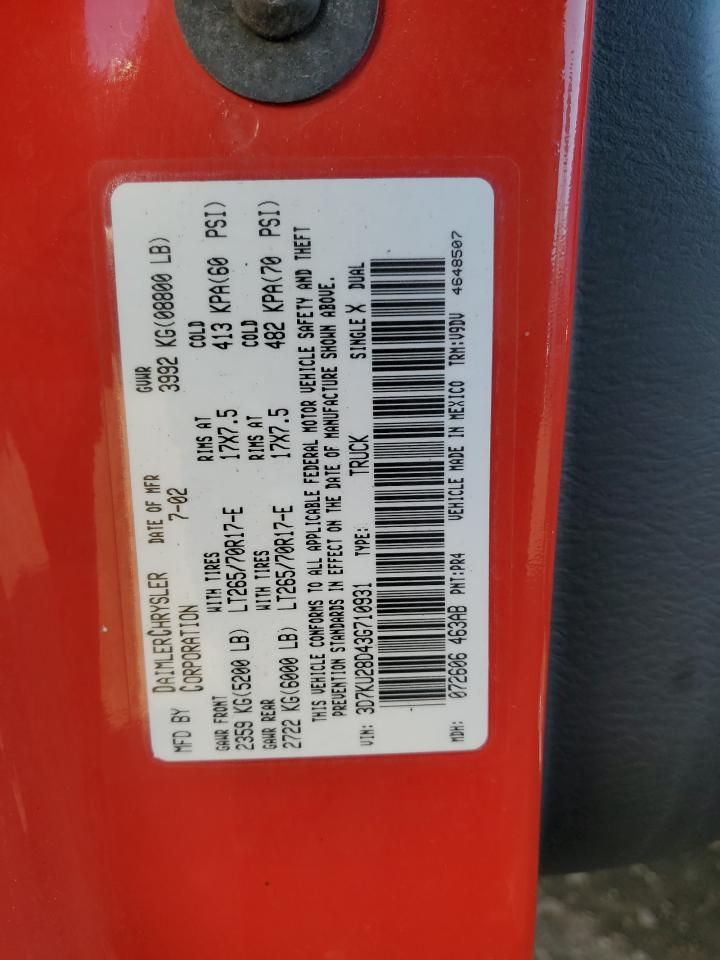 MFD BY DAIMLERCHRYSLER CORPORATION DATE OF MFR 7-02 GVWR 3992 KG(08800 LB)
GAWR FRONT WITH TIRES RIMS AT COLD
2359 KG(5200 LB) LT265/70R17-E 17X7.5 413 KPA(60 PSI)
GAWR REAR WITH TIRES RIMS AT COLD
2722 KG(6000 LB) LT265/70R17-E 17X7.5 482 KPA(70 PSI)
THIS VEHICLE CONFORMS TO ALL APPLICABLE FEDERAL MOTOR VEHICLE SAFETY AND THEFT
PREVENTION STANDARDS IN EFFECT ON THE DATE OF MANUFACTURE SHOWN ABOVE.
VIN: 3D7KU28D43G710931 TYPE: TRUCK SINGLE X DUAL
MDH: 072606 463AB PNT:PR4 VEHICLE MADE IN MEXICO TRM:V9DV 4648507